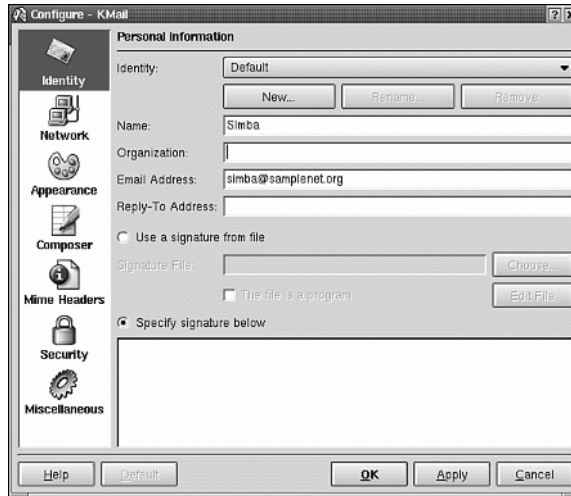 Configure - KMail
Identity
Network
Appearance
Composer
Mime Headers
Security
Miscellaneous
Personal Information
Identity: Default
New... Rename... Remove
Name: Simba
Organization:
Email Address: simba@samplenet.org
Reply-To Address:
Use a signature from file
Signature File: Choose...
The file is a program Edit File
Specify signature below
Help Default OK Apply Cancel